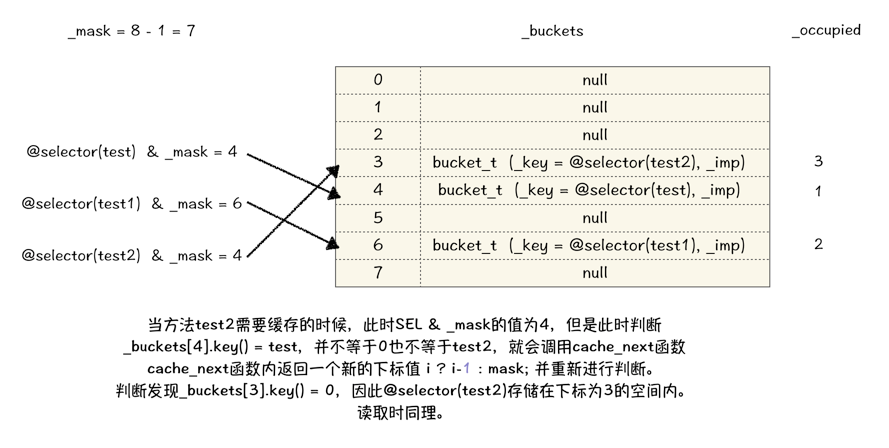 _mask = 8 - 1 = 7 _buckets _occupied
0 null
1 null
2 null
@selector(test) & _mask = 4
3 bucket_t (_key = @selector(test2), _imp) 3
4 bucket_t (_key = @selector(test), _imp) 1
@selector(test1) & _mask = 6
5 null
6 bucket_t (_key = @selector(test1), _imp) 2
@selector(test2) & _mask = 4
7 null
当方法test2需要缓存的时候，此时SEL & _mask的值为4，但是此时判断
_buckets[4].key() = test，并不等于0也不等于test2，就会调用cache_next函数
cache_next函数内返回一个新的下标值 i ? i-1 : mask; 并重新进行判断。
判断发现_buckets[3].key() = 0，因此@selector(test2)存储在下标为3的空间内。
读取时同理。